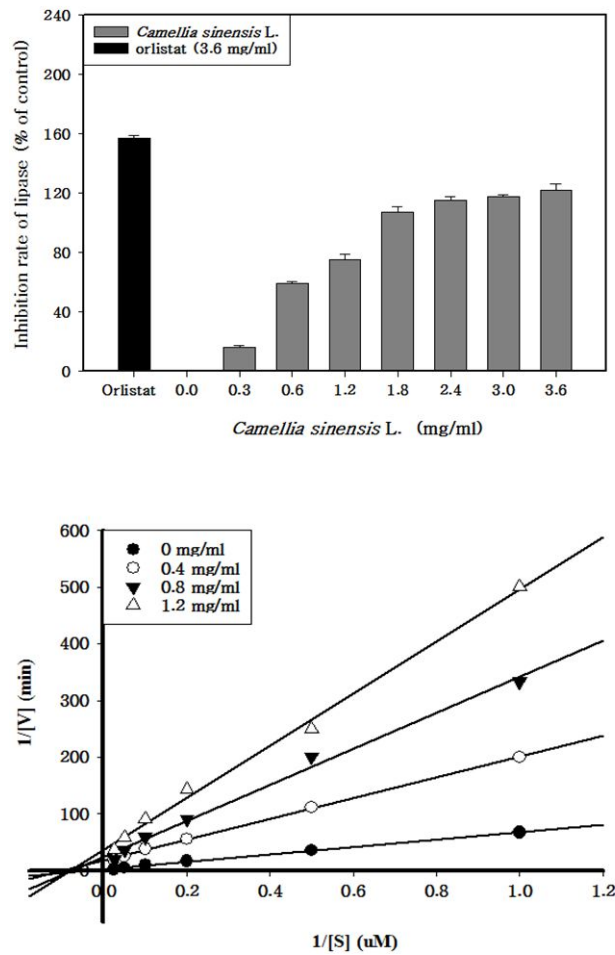 240
200
160
120
80
40
0
Inhibition rate of lipase (% of control)
Camellia sinensis L.
orlistat (3.6 mg/ml)
Orlistat 0.0 0.3 0.6 1.2 1.8 2.4 3.0 3.6
Camellia sinensis L. (mg/ml)
600
500
400
300
200
100
0
1/[V] (min)
0 mg/ml
0.4 mg/ml
0.8 mg/ml
1.2 mg/ml
0.0 0.2 0.4 0.6 0.8 1.0 1.2
1/[S] (uM)